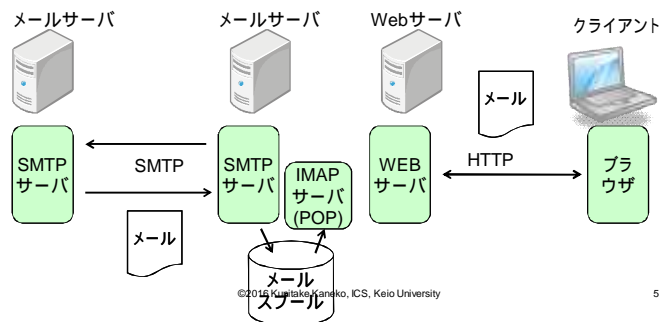 メールサーバ
メールサーバ
Webサーバ
クライアント
メール
SMTP
サーバ
SMTP
SMTP
サーバ
IMAP
サーバ
(POP)
WEB
サーバ
HTTP
ブラ
ウザ
メール
メール
スプール
©2016 Kunitake Kaneko, ICS, Keio University
5